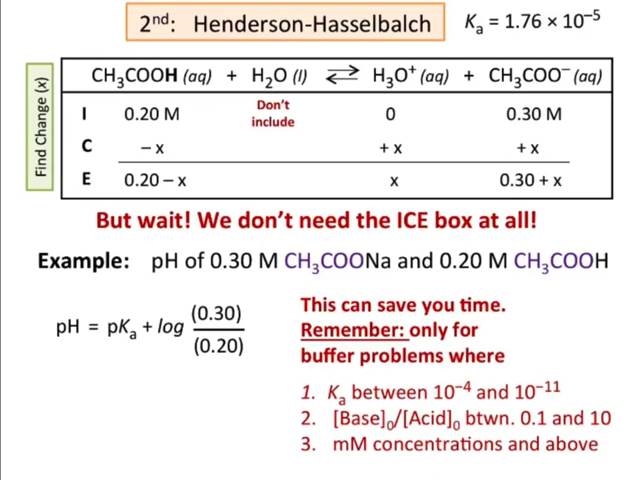 2nd: Henderson-Hasselbalch
Kₐ = 1.76 × 10⁻⁵
Find Change (x)
CH₃COOH (aq) + H₂O (l) ⇄ H₃O⁺ (aq) + CH₃COO⁻ (aq)
I 0.20 M Don't include 0 0.30 M
C – x + x + x
E 0.20 – x x 0.30 + x
But wait! We don't need the ICE box at all!
Example: pH of 0.30 M CH₃COONa and 0.20 M CH₃COOH
pH = pKₐ + log (0.30)/(0.20)
This can save you time.
Remember: only for
buffer problems where
1. Kₐ between 10⁻⁴ and 10⁻¹¹
2. [Base]₀/[Acid]₀ btwn. 0.1 and 10
3. mM concentrations and above